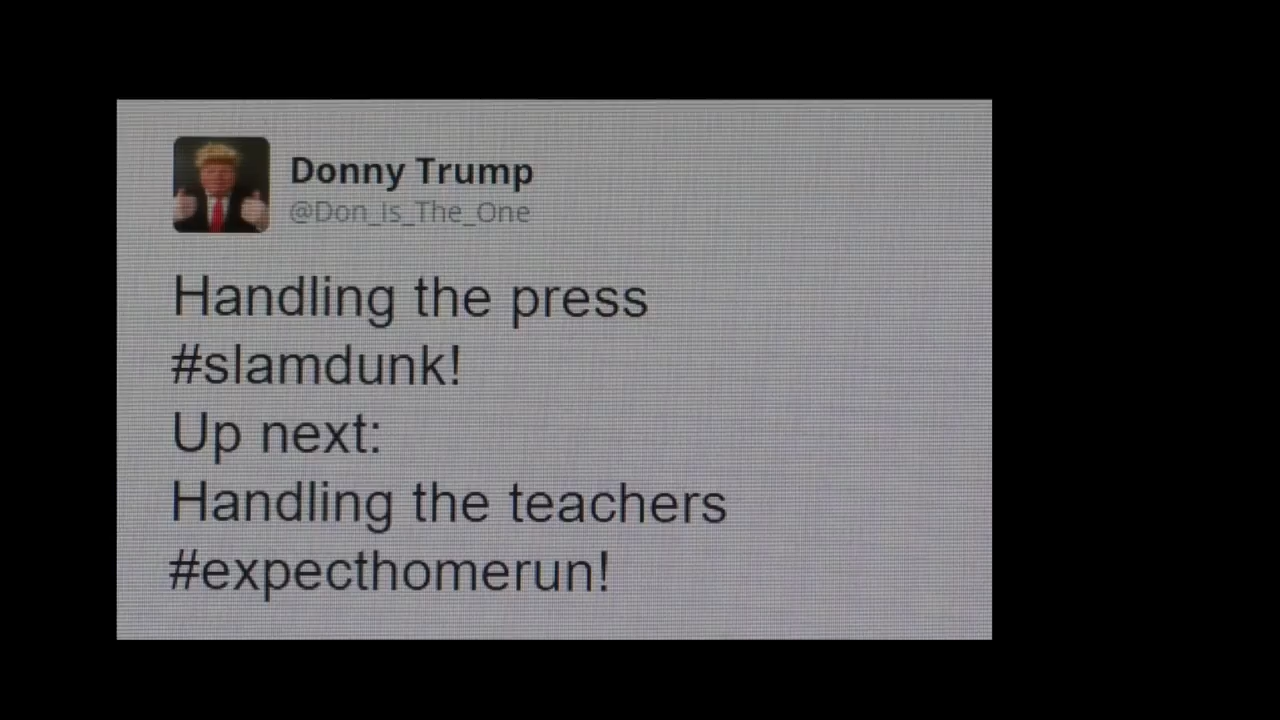 Donny Trump
@Don_Is_The_One
Handling the press
#slamdunk!
Up next:
Handling the teachers
#expecthomerun!